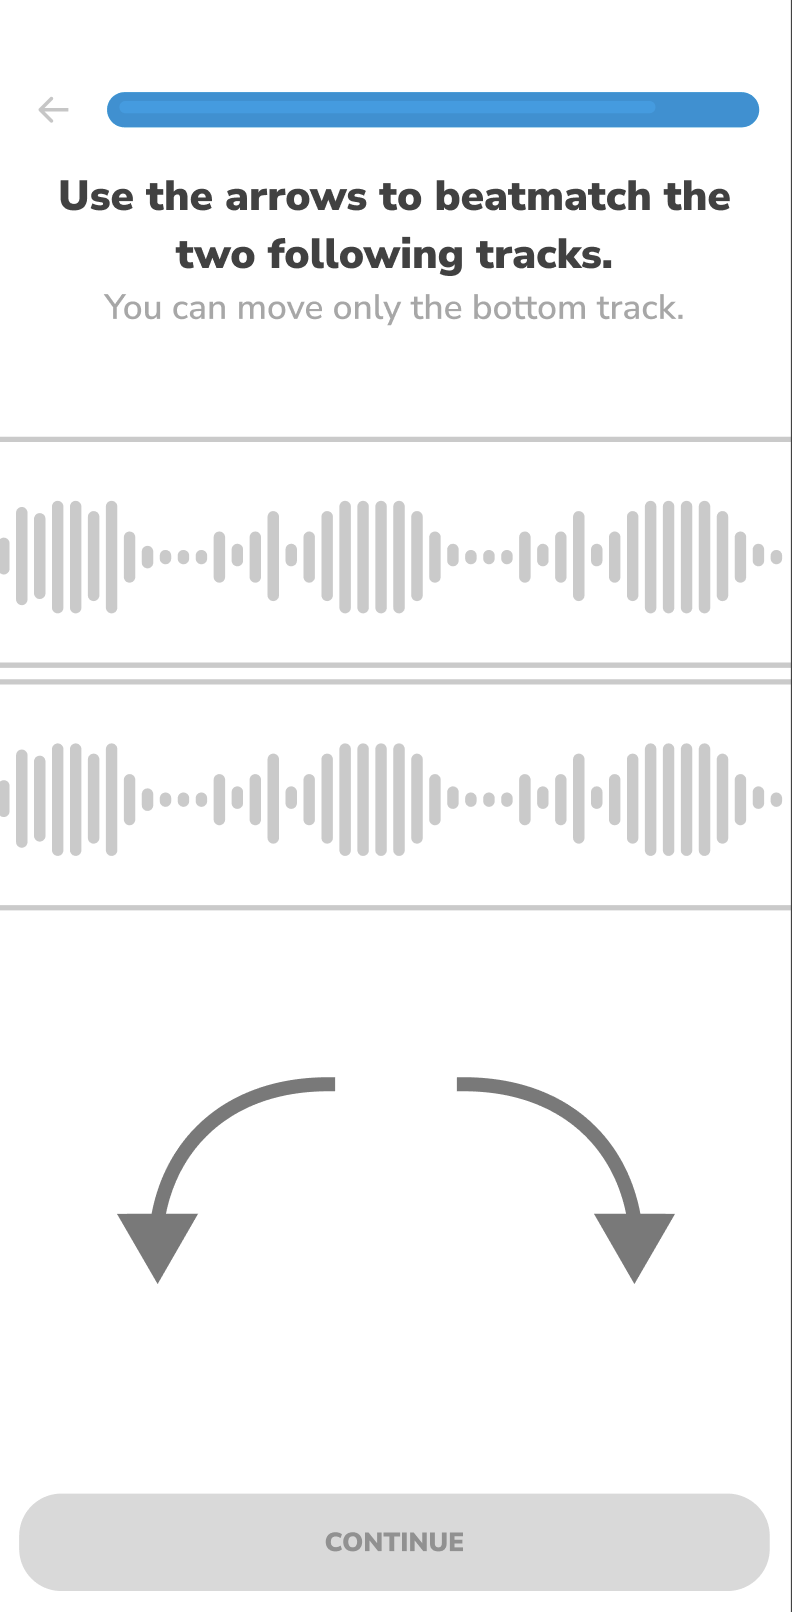 Use the arrows to beatmatch the
two following tracks.
You can move only the bottom track.
CONTINUE